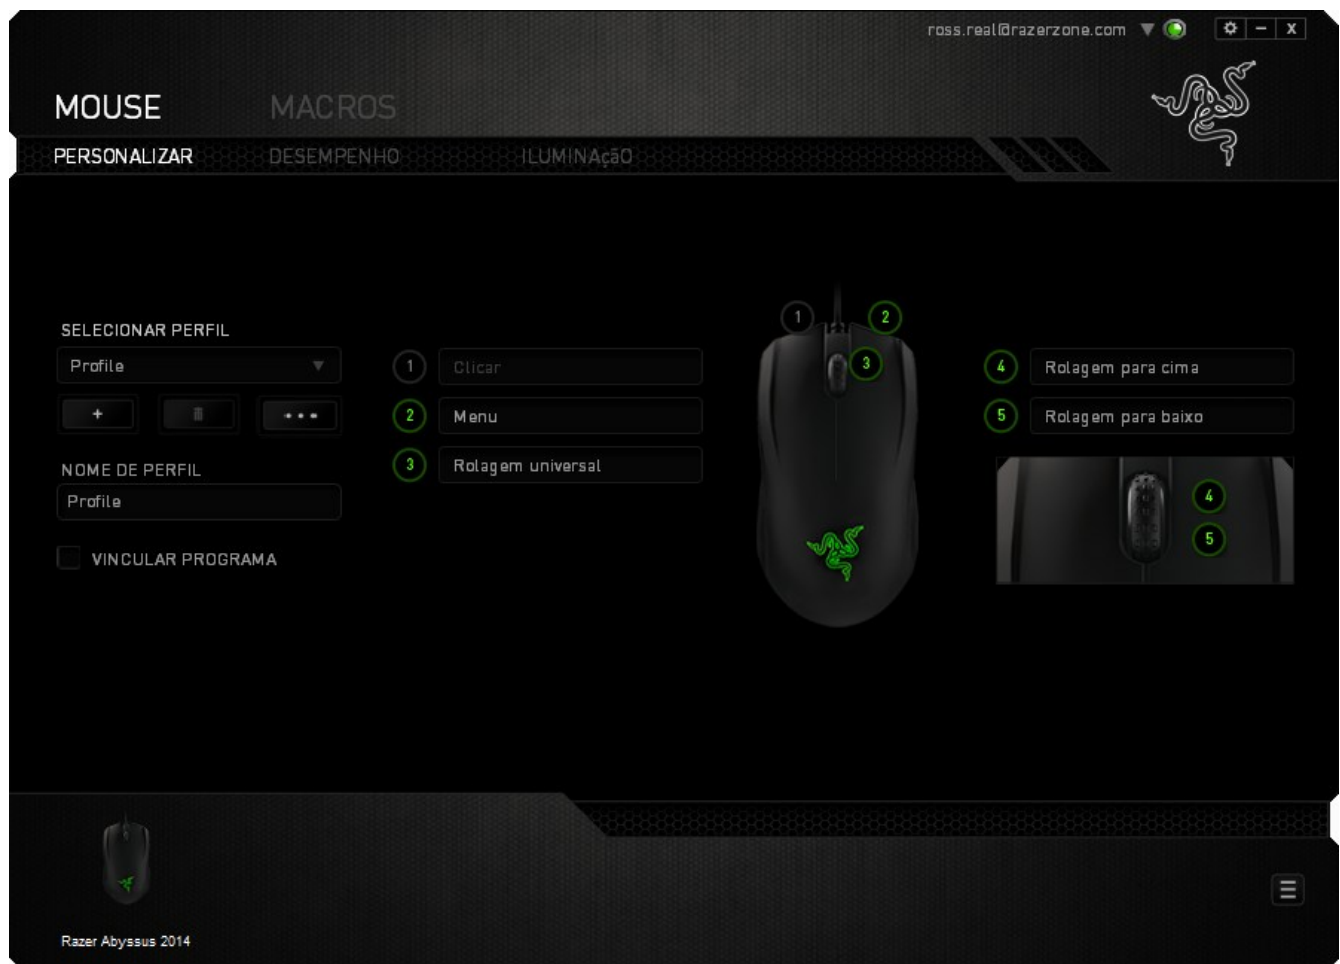 ross.real@razerzone.com
MOUSE
MACROS
PERSONALIZAR
DESEMPENHO
ILUMINAçãO
SELECIONAR PERFIL
Profile
NOME DE PERFIL
Profile
VINCULAR PROGRAMA
1 Clicar
2 Menu
3 Rolagem universal
1
2
3
4 Rolagem para cima
5 Rolagem para baixo
4
5
Razer Abyssus 2014